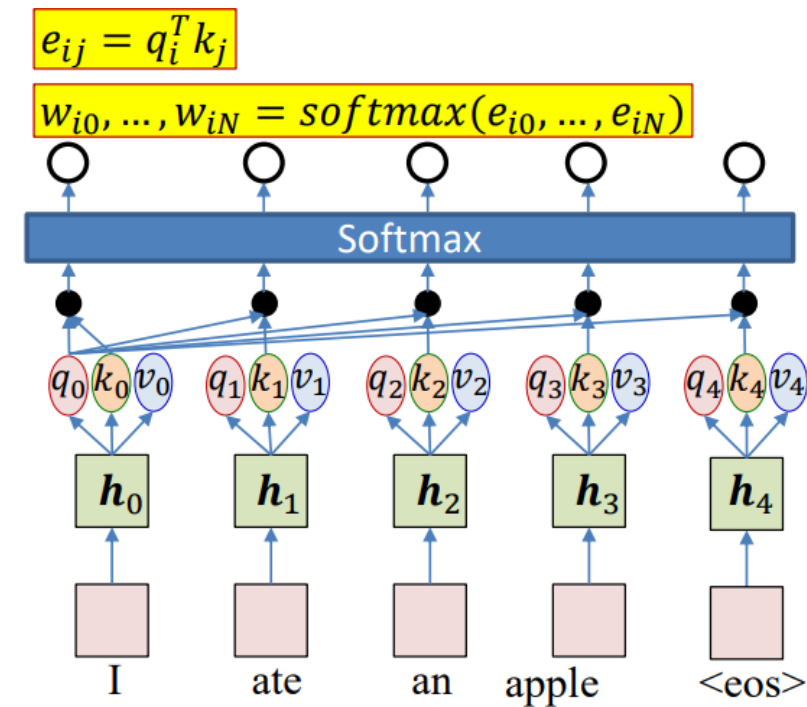 e_{ij} = q_i^T k_j
w_{i0}, …, w_{iN} = softmax(e_{i0}, …, e_{iN})
Softmax
q_0 k_0 v_0 q_1 k_1 v_1 q_2 k_2 v_2 q_3 k_3 v_3 q_4 k_4 v_4
h_0 h_1 h_2 h_3 h_4
I ate an apple <eos>